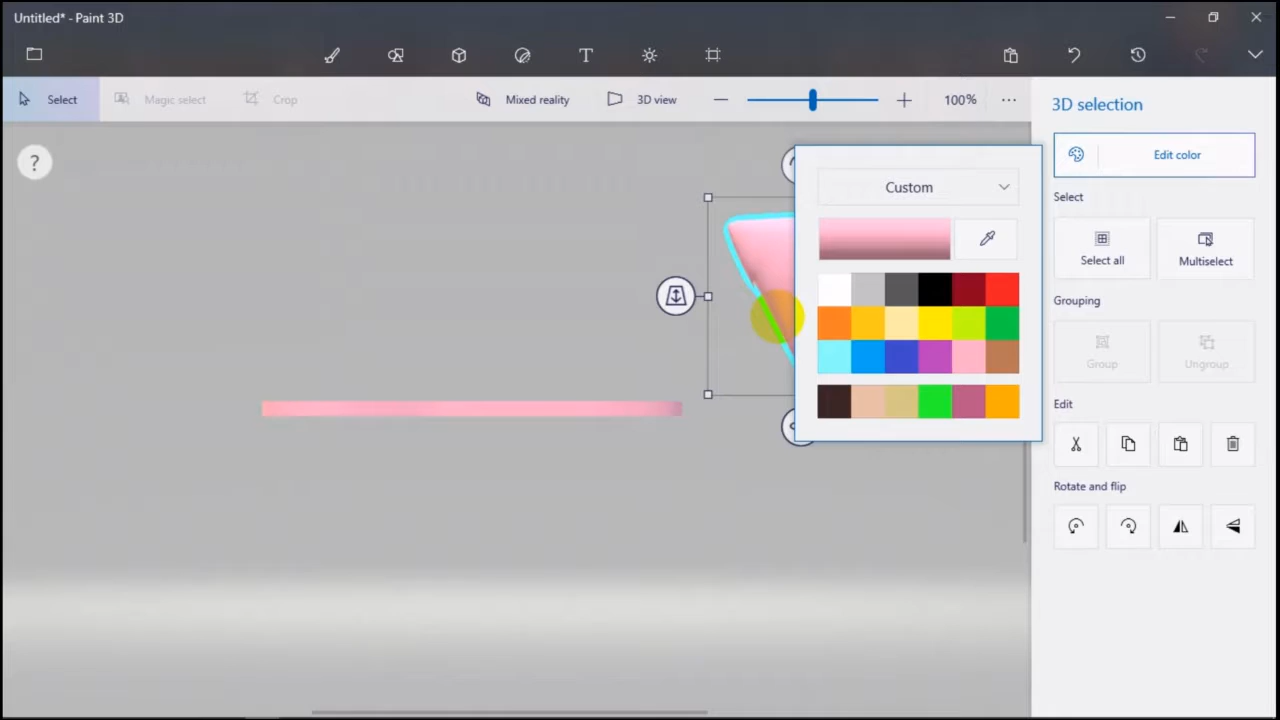 Untitled* - Paint 3D
Select
Magic select
Crop
Mixed reality
3D view
100%
3D selection
Edit color
?
Custom
Select
Select all
Multiselect
Grouping
Group
Ungroup
Edit
Rotate and flip